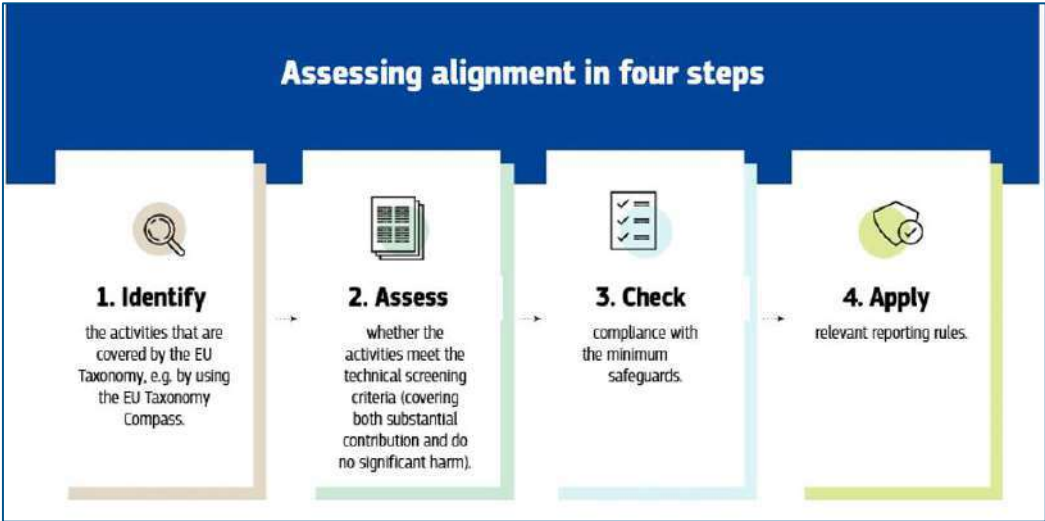 Assessing alignment in four steps
1. Identify
the activities that are
covered by the EU
Taxonomy, e.g. by using
the EU Taxonomy
Compass.
2. Assess
whether the
activities meet the
technical screening
criteria (covering
both substantial
contribution and do
no significant harm).
3. Check
compliance with
the minimum
safeguards.
4. Apply
relevant reporting rules.